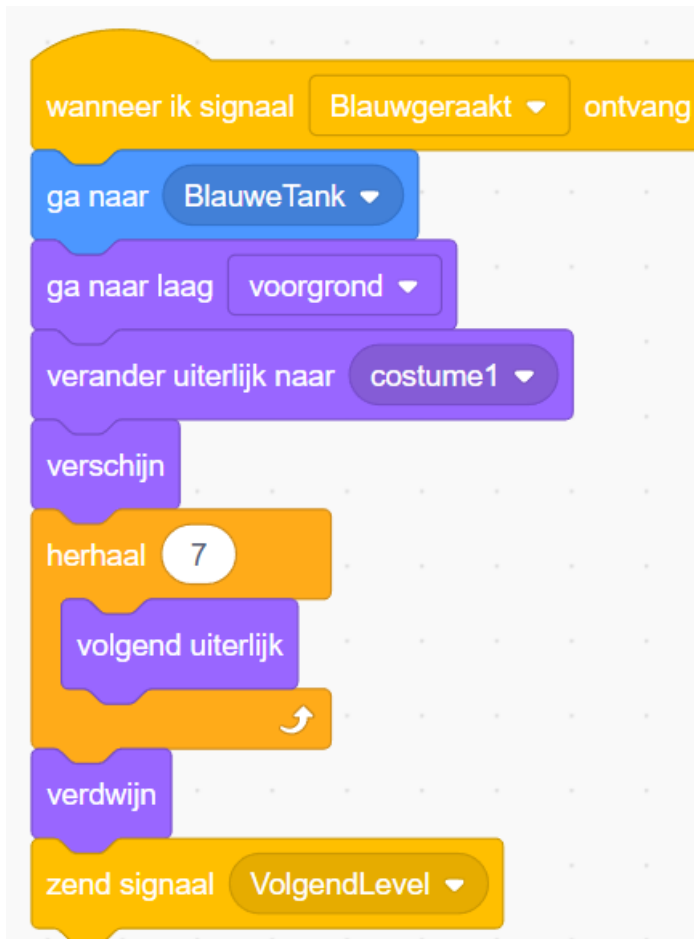 wanneer ik signaal Blauwgeraakt ontvang
ga naar BlauweTank
ga naar laag voorgrond
verander uiterlijk naar costume1
verschijn
herhaal 7
volgend uiterlijk
verdwijn
zend signaal VolgendLevel